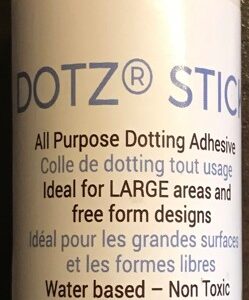 DOTZ® STIC
All Purpose Dotting Adhesive
Colle de dotting tout usage
Ideal for LARGE areas and
free form designs
Idéal pour les grandes surfaces
et les formes libres
Water based – Non Toxic